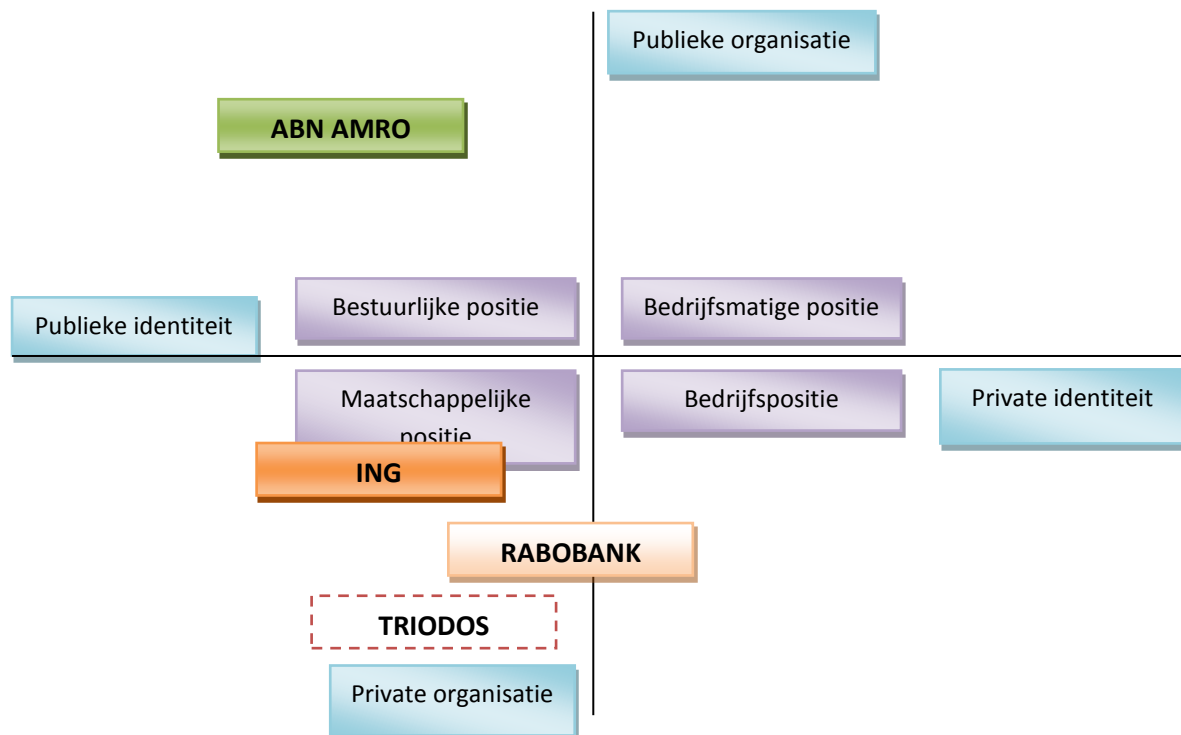 Publieke organisatie
ABN AMRO
Bestuurlijke positie
Bedrijfsmatige positie
Publieke identiteit
Maatschappelijke
positie
Bedrijfspositie
Private identiteit
ING
RABOBANK
TRIODOS
Private organisatie